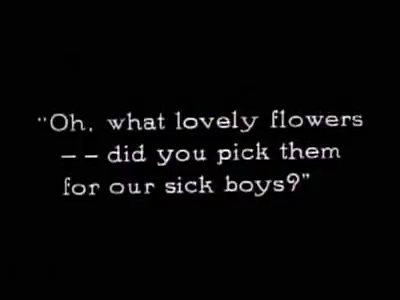 "Oh, what lovely flowers
-- did you pick them
for our sick boys?"